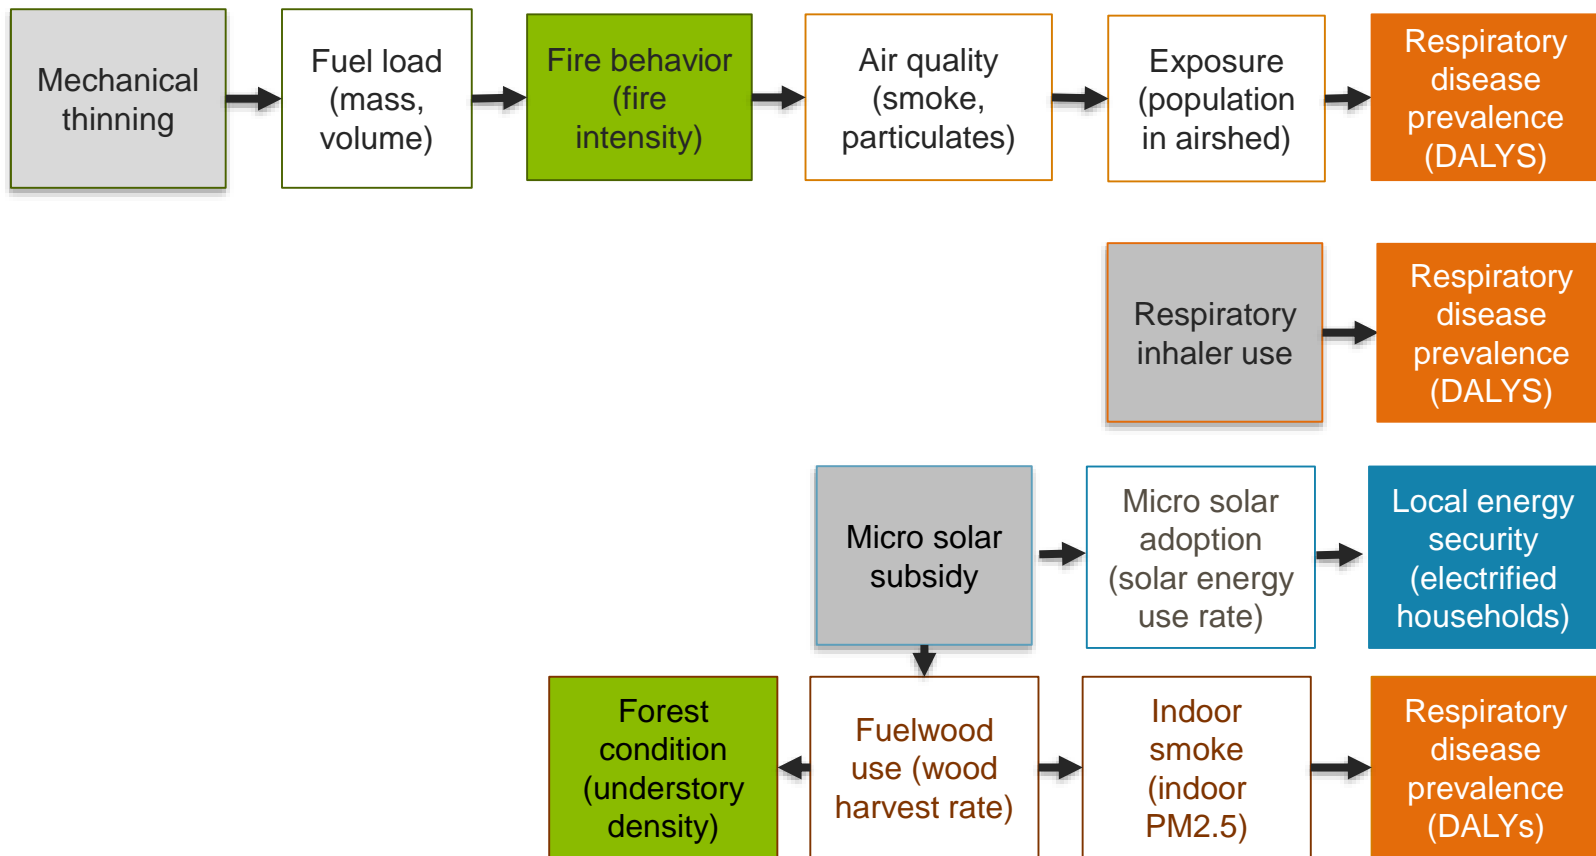 Mechanical
thinning
Fuel load
(mass,
volume)
Fire behavior
(fire
intensity)
Air quality
(smoke,
particulates)
Exposure
(population
in airshed)
Respiratory
disease
prevalence
(DALYS)
Respiratory
inhaler use
Respiratory
disease
prevalence
(DALYS)
Micro solar
subsidy
Micro solar
adoption
(solar energy
use rate)
Local energy
security
(electrified
households)
Forest
condition
(understory
density)
Fuelwood
use (wood
harvest rate)
Indoor
smoke
(indoor
PM2.5)
Respiratory
disease
prevalence
(DALYs)